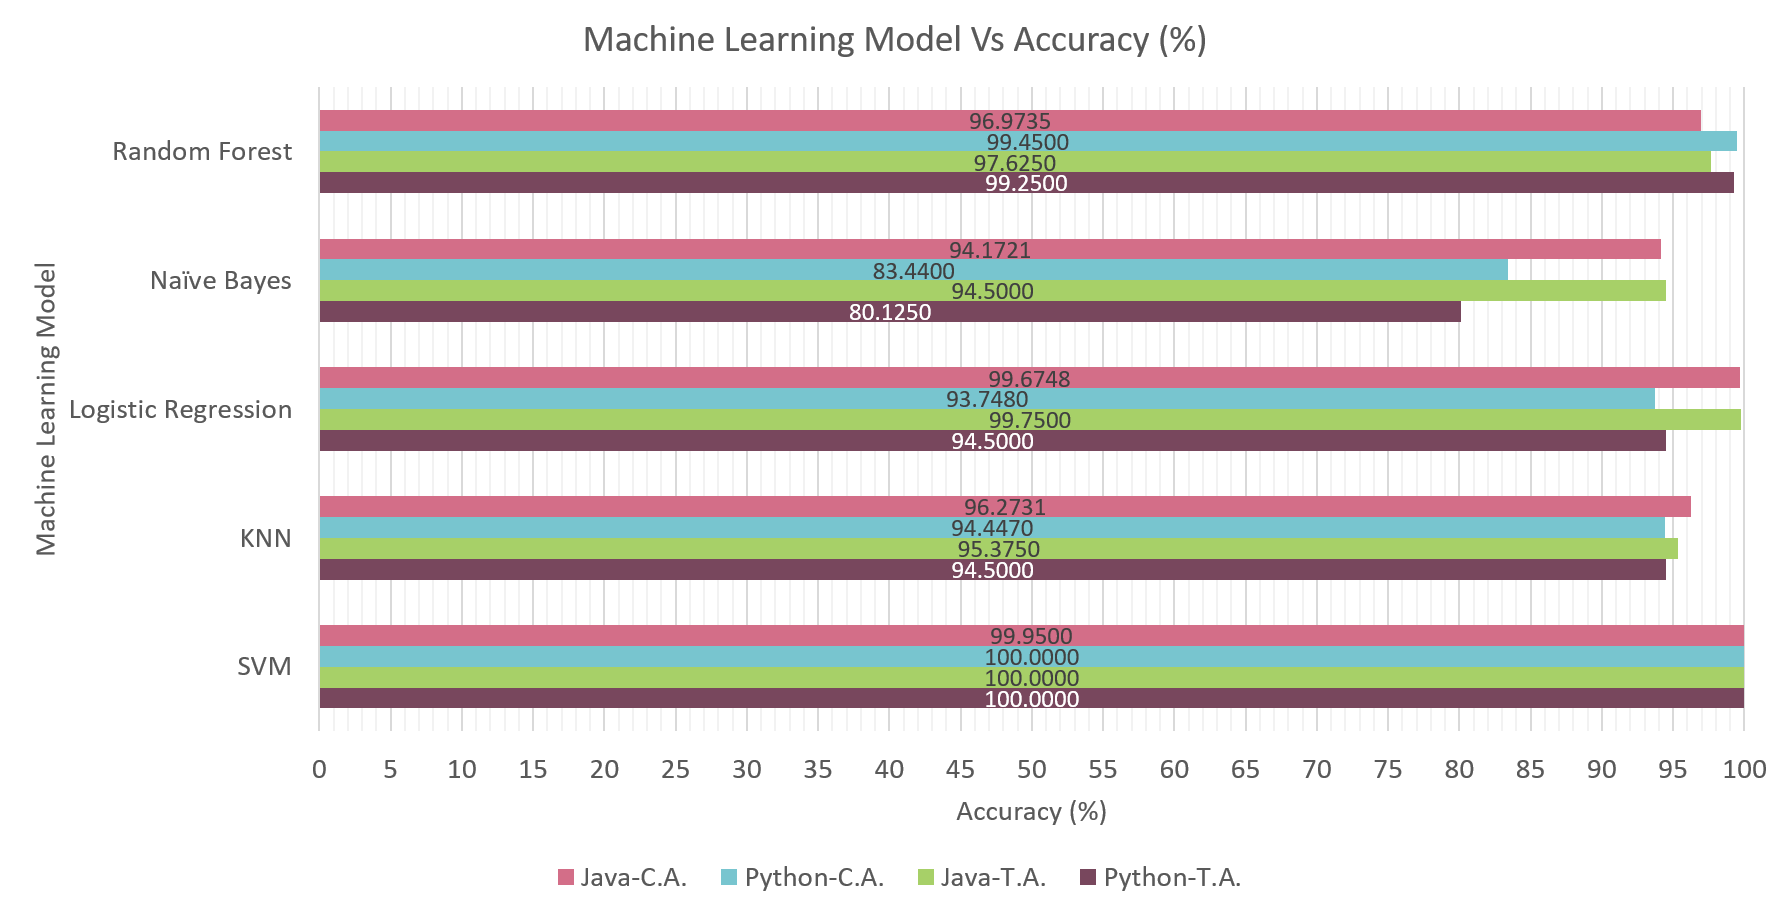 Machine Learning Model Vs Accuracy (%)
Machine Learning Model
Random Forest
96.9735
99.4500
97.6250
99.2500
Naïve Bayes
94.1721
83.4400
94.5000
80.1250
Logistic Regression
99.6748
93.7480
99.7500
94.5000
KNN
96.2731
94.4470
95.3750
94.5000
SVM
99.9500
100.0000
100.0000
100.0000
0 5 10 15 20 25 30 35 40 45 50 55 60 65 70 75 80 85 90 95 100
Accuracy (%)
Java-C.A. Python-C.A. Java-T.A. Python-T.A.